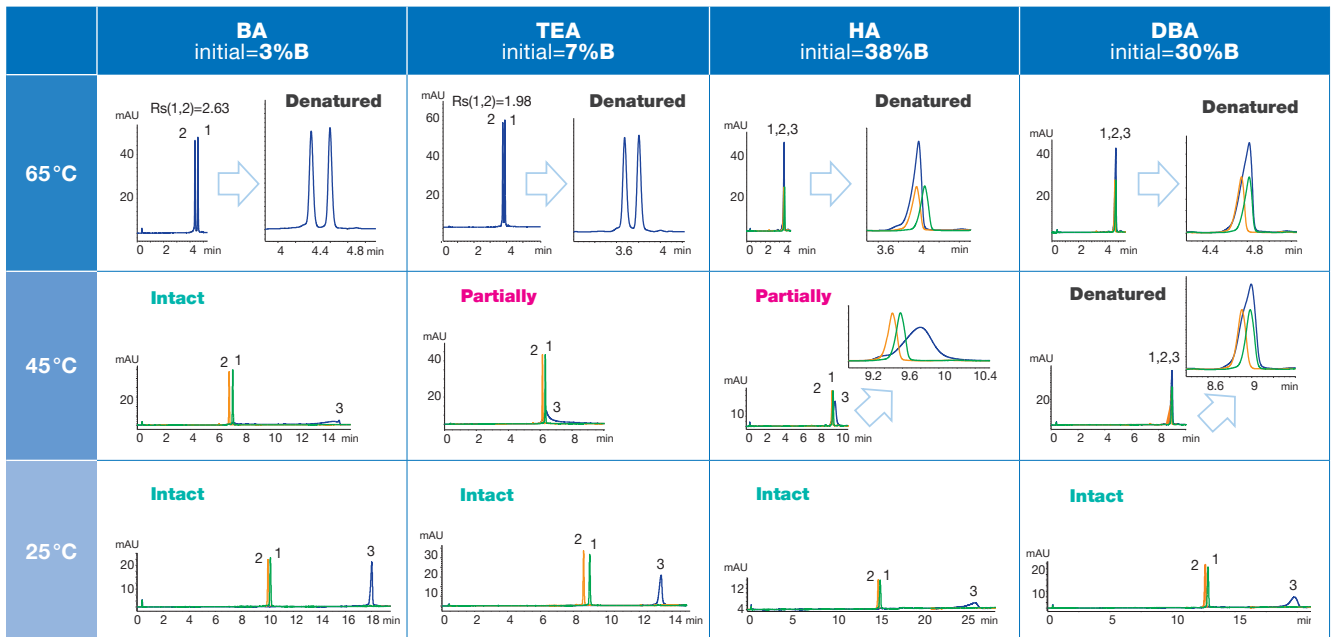 BA
initial=3%B
TEA
initial=7%B
HA
initial=38%B
DBA
initial=30%B
65°C
mAU
Rs(1,2)=2.63
Denatured
2 1
40
20
0 2 4 min
4 4.4 4.8 min
mAU
Rs(1,2)=1.98
Denatured
60
2 1
40
20
0 2 4 min
3.6 4 min
Denatured
mAU
1,2,3
40
20
0 2 4 min
3.6 4 min
Denatured
mAU
1,2,3
40
20
0 2 4 min
4.4 4.8 min
45°C
Intact
mAU
2 1
20
3
0 2 4 6 8 10 12 14 min
Partially
mAU
40
2 1
20
3
0 2 4 6 8 min
Partially
9.2 9.6 10 10.4
min
mAU
1
2 3
10
0 2 4 6 8 10 min
Denatured
8.6 9 min
mAU
1,2,3
20
0 2 4 6 8 min
25°C
Intact
mAU
2 1 3
20
10
0 2 4 6 8 10 12 14 16 18 min
Intact
mAU
30
2 1 3
20
10
0 2 4 6 8 10 12 14 min
Intact
mAU
12
2 1 3
4
0 5 10 15 20 25 min
Intact
mAU
20
2 1 3
10
0 5 10 15 min